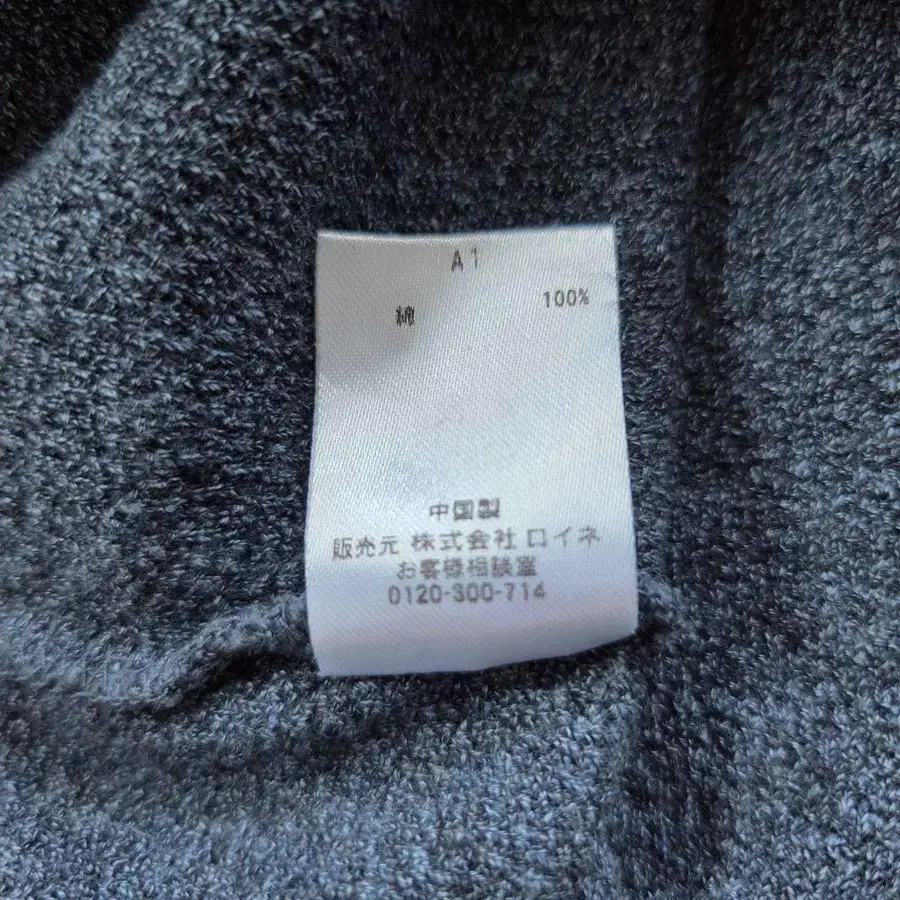 A1
綿 100%
中国製
販売元 株式会社 ロイネ
お客様相談室
0120-300-714